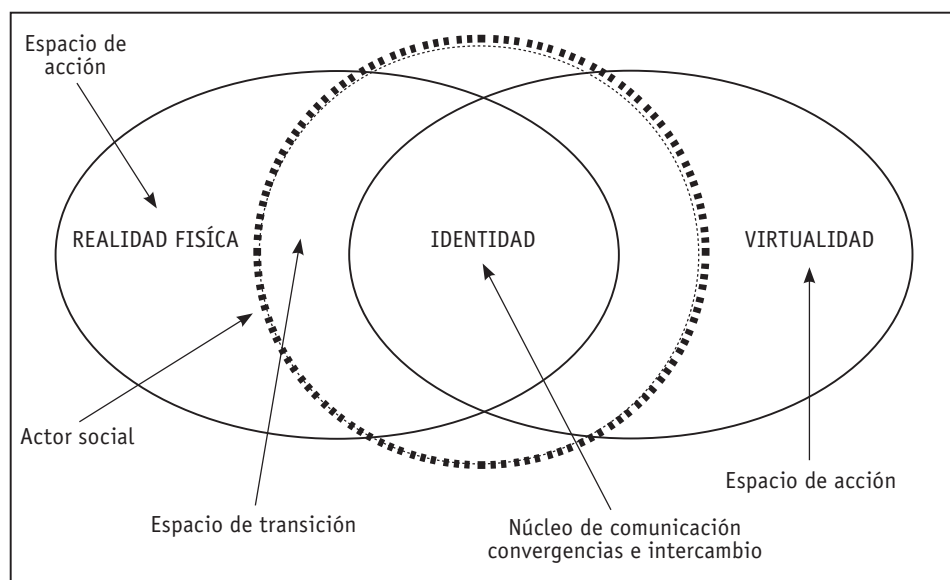 Espacio de
acción
REALIDAD FISÍCA
IDENTIDAD
VIRTUALIDAD
Actor social
Espacio de acción
Espacio de transición
Núcleo de comunicación
convergencias e intercambio